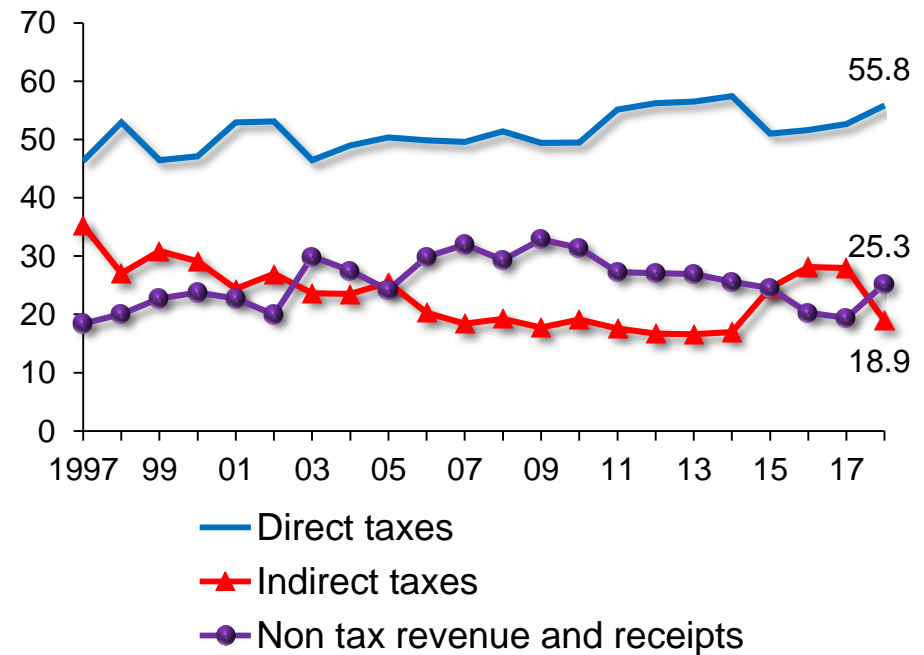 70
60
50
40
30
20
10
0
55.8
25.3
18.9
1997 99 01 03 05 07 09 11 13 15 17
Direct taxes
Indirect taxes
Non tax revenue and receipts